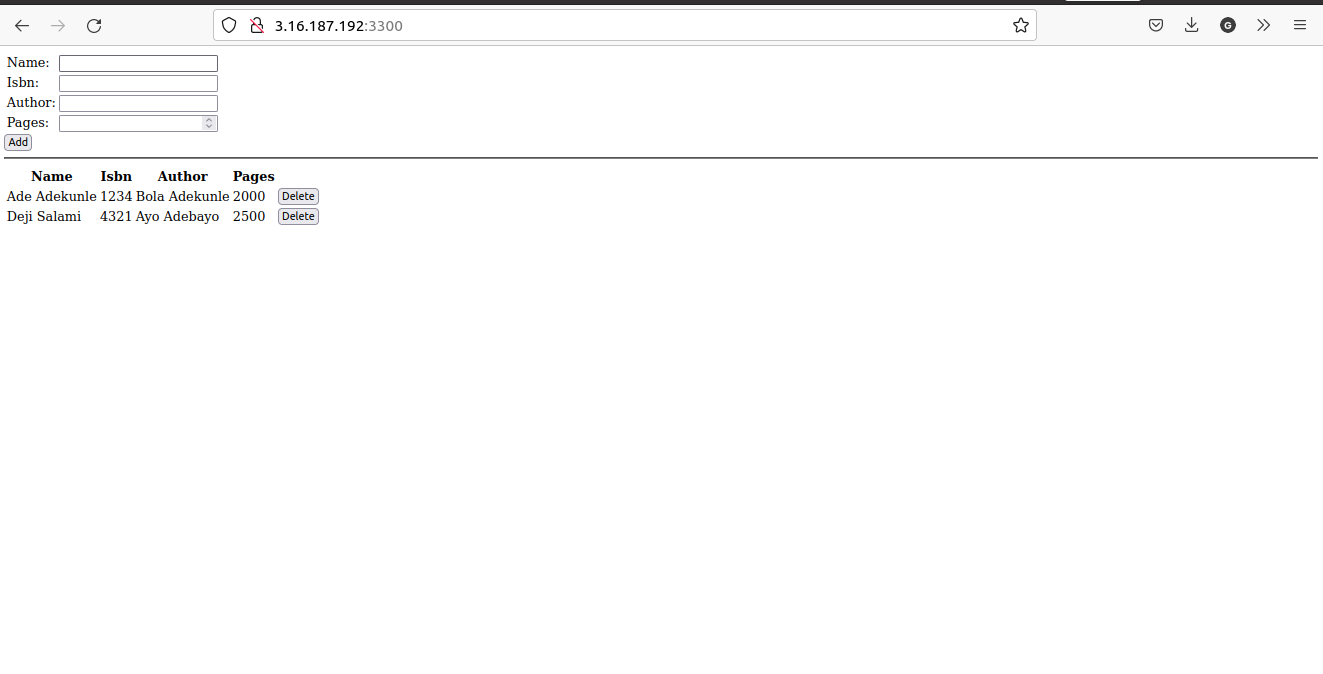 3.16.187.192:3300
G
Name:
Isbn:
Author:
Pages:
Add
Name Isbn Author Pages
Ade Adekunle 1234 Bola Adekunle 2000 Delete
Deji Salami 4321 Ayo Adebayo 2500 Delete